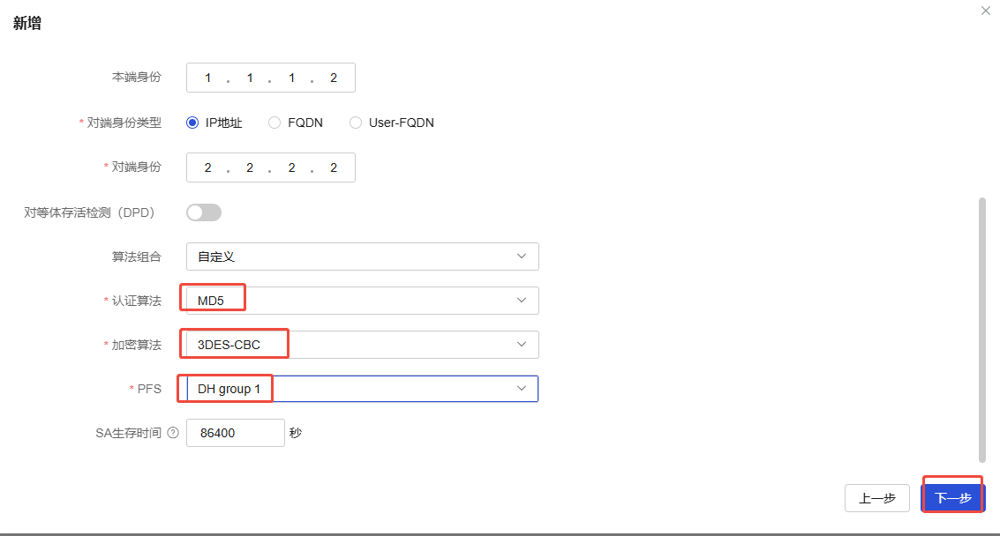 新增
本端身份 1 . 1 . 1 . 2
* 对端身份类型 IP地址 FQDN User-FQDN
* 对端身份 2 . 2 . 2 . 2
对等体存活检测（DPD）
算法组合 自定义
* 认证算法 MD5
* 加密算法 3DES-CBC
* PFS DH group 1
SA生存时间 ? 86400 秒
上一步 下一步